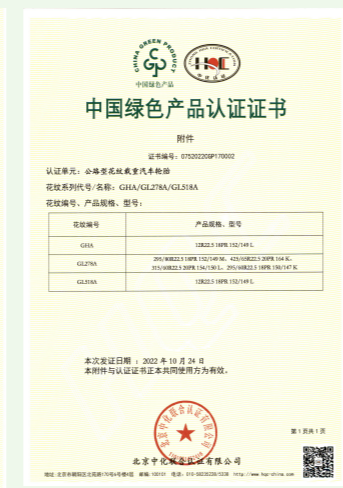 CHINA GREEN PRODUCT
中国绿色产品
中国绿色产品认证证书
附件
证书编号：07520220GP170002
认证单元：公路型花纹载重汽车轮胎
花纹系列代号/名称：GHA/GL278A/GL518A
花纹编号、产品规格、型号：
花纹编号 产品规格、型号
GHA 12R22.5 18PR 152/149 L
GL278A 295/80R22.5 18PR 152/149 M、425/65R22.5 20PR 164 K、
315/60R22.5 20PR 154/150 L、295/60R22.5 18PR 150/147 K
GL518A 12R22.5 18PR 152/149 L
本次发证日期：2022 年 10 月 24 日
本附件与认证证书正本共同使用方为有效。
第 1 页共 1 页
北京中化联合认证有限公司